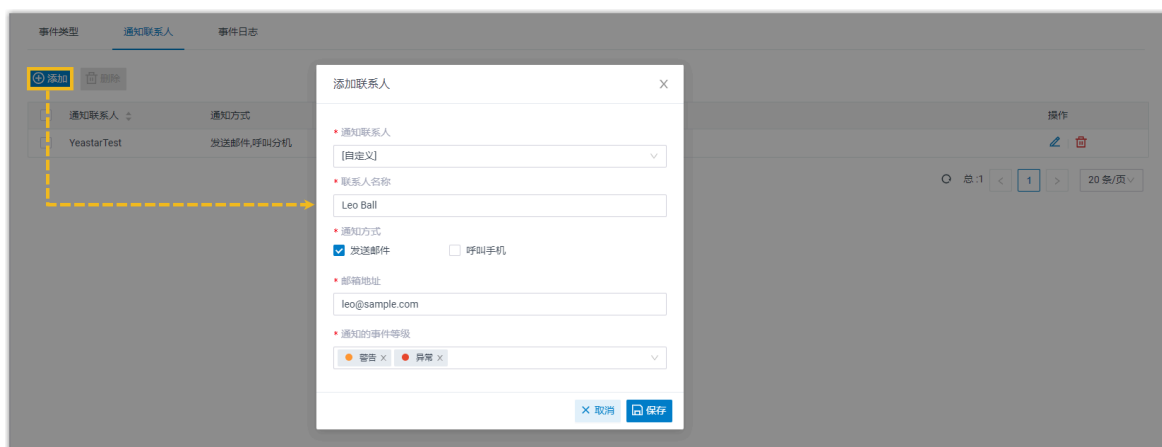 事件类型 通知联系人 事件日志
添加 删除
通知联系人 通知方式 操作
YeastarTest 发送邮件,呼叫分机
总:1 < 1 > 20 条/页
添加联系人 X
* 通知联系人
[自定义]
* 联系人名称
Leo Ball
* 通知方式
发送邮件 呼叫手机
* 邮箱地址
leo@sample.com
* 通知的事件等级
警告 × 异常 ×
× 取消 保存